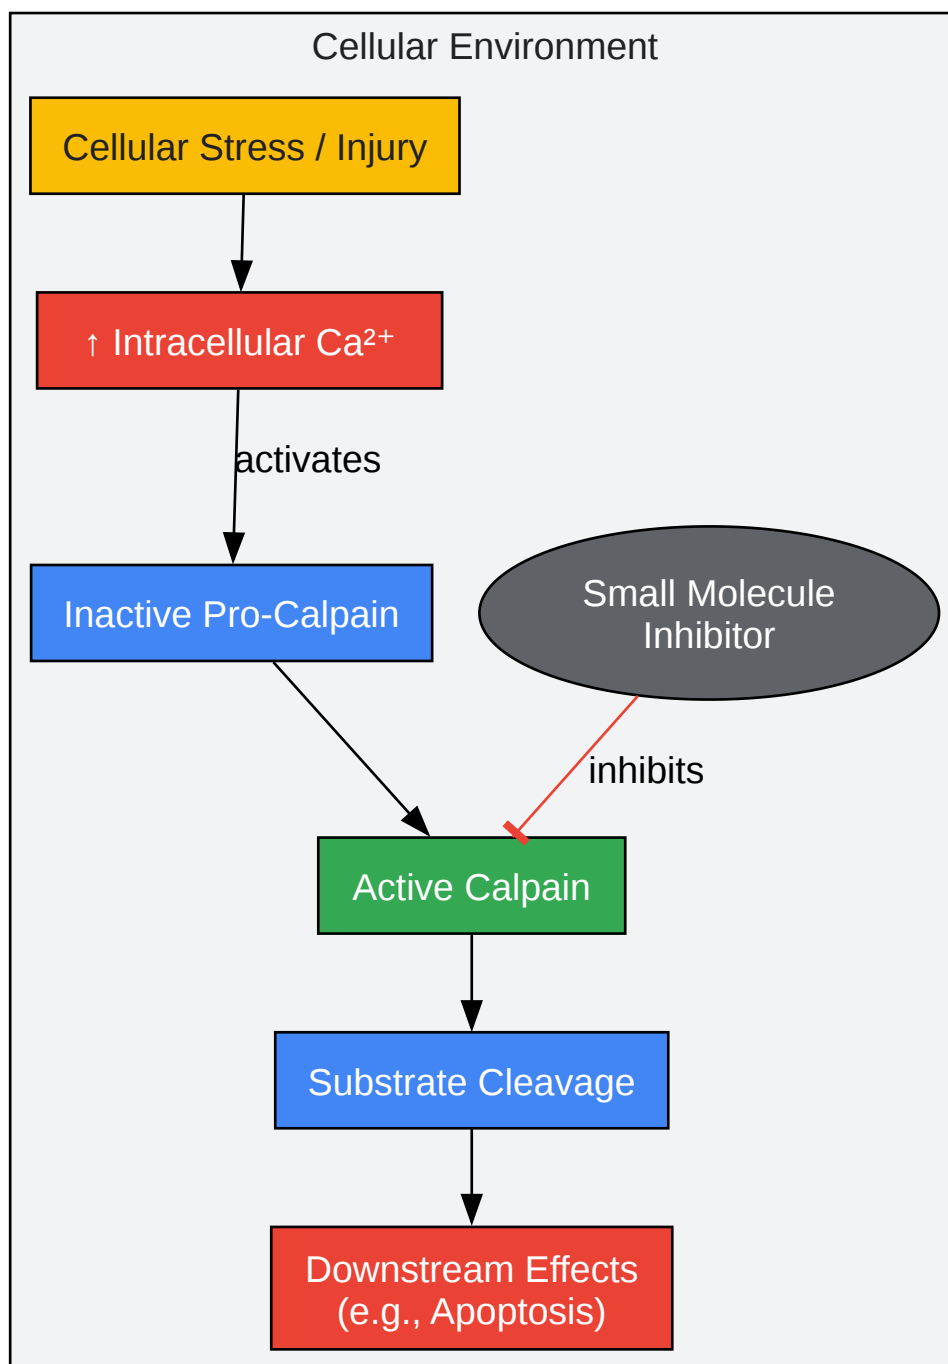 Cellular Environment
Cellular Stress / Injury
↑ Intracellular Ca²⁺
activates
Inactive Pro-Calpain
Small Molecule
Inhibitor
inhibits
Active Calpain
Substrate Cleavage
Downstream Effects
(e.g., Apoptosis)